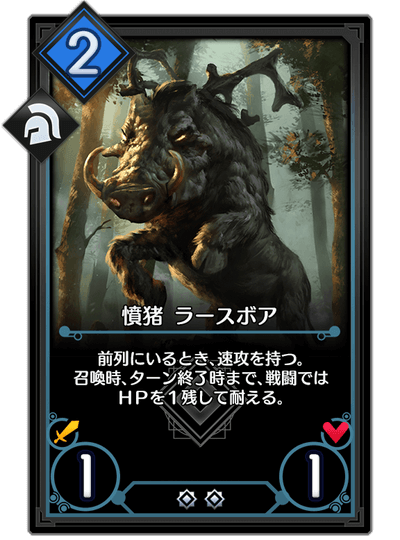 2
憤猪 ラースボア
前列にいるとき、速攻を持つ。
召喚時、ターン終了時まで、戦闘では
HPを1残して耐える。
1
1